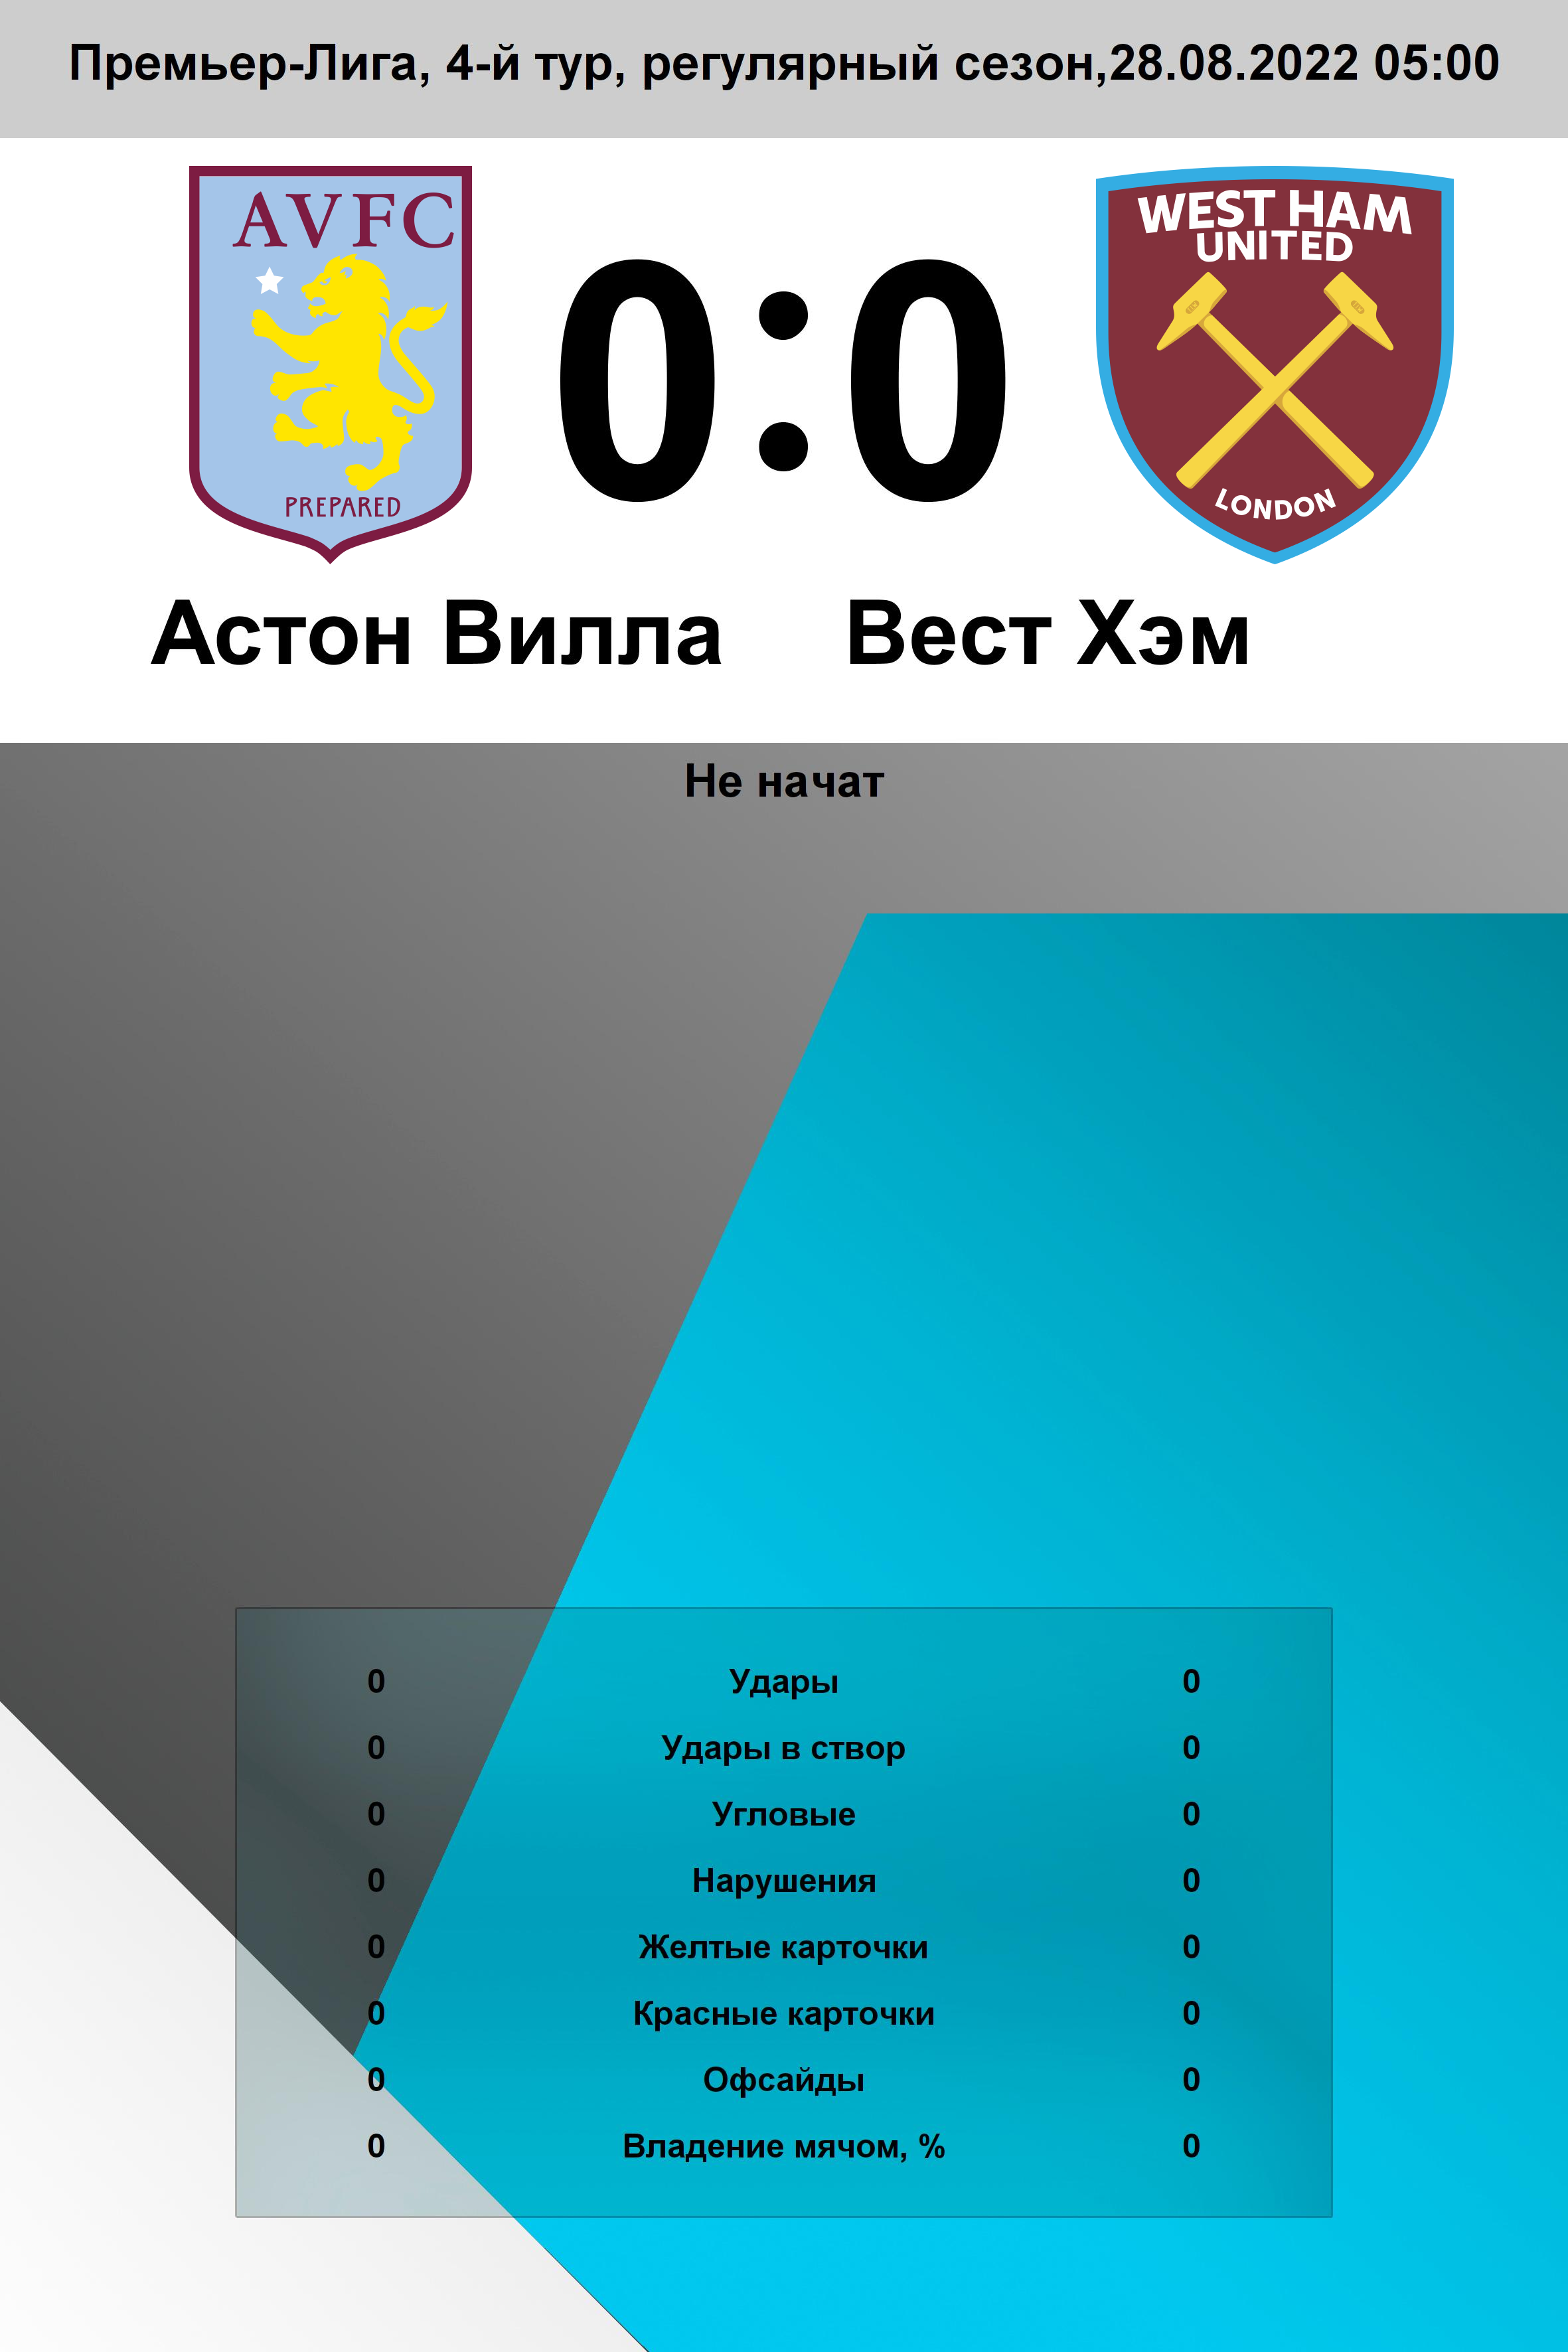 Премьер-Лига, 4-й тур, регулярный сезон,28.08.2022 05:00
AVFC
PREPARED
0:0
WEST HAM
UNITED
LONDON
Астон Вилла Вест Хэм
Не начат
0 Удары 0
0 Удары в створ 0
0 Угловые 0
0 Нарушения 0
0 Желтые карточки 0
0 Красные карточки 0
0 Офсайды 0
0 Владение мячом, % 0